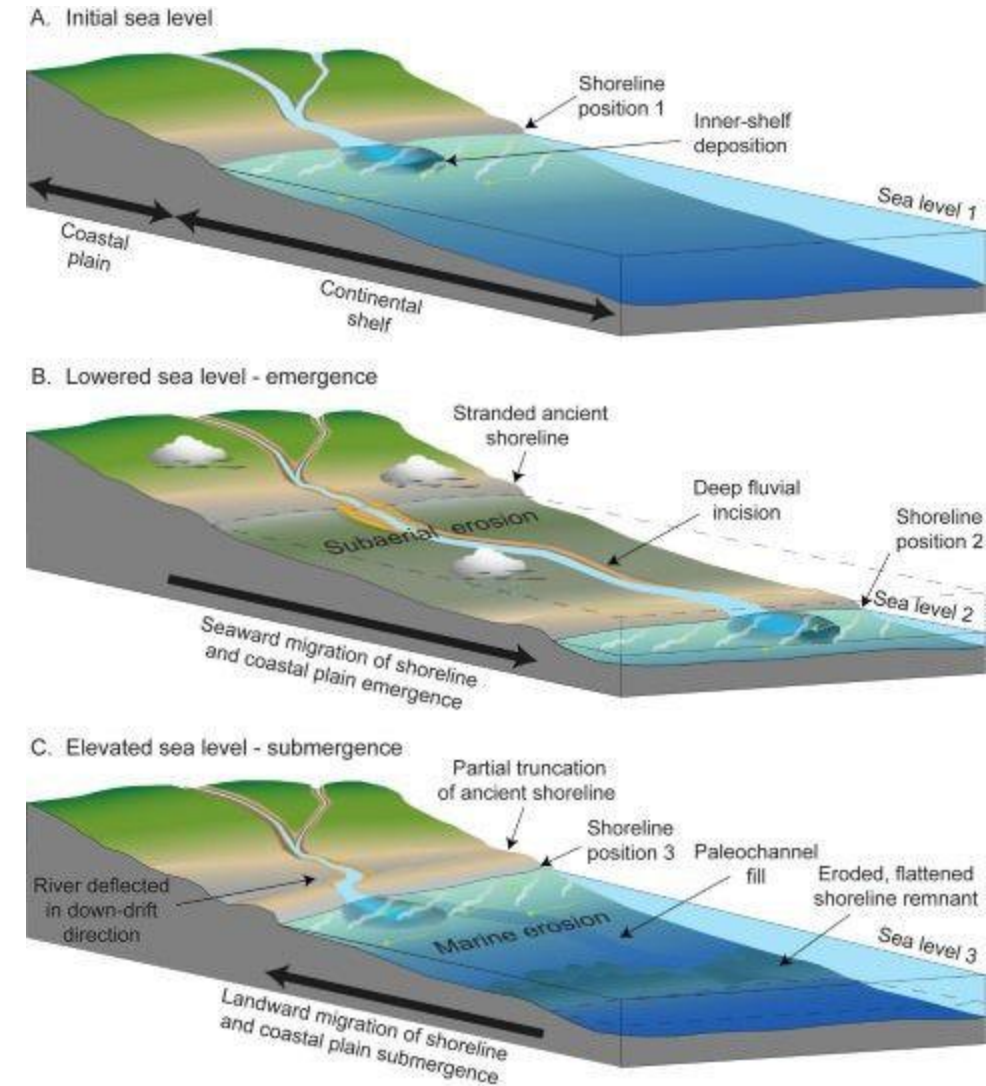 A. Initial sea level
Shoreline
position 1
Inner-shelf
deposition
Sea level 1
Coastal
plain
Continental
shelf
B. Lowered sea level - emergence
Stranded ancient
shoreline
Deep fluvial
incision
Shoreline
position 2
Subaerial erosion
Sea level 2
Seaward migration of shoreline
and coastal plain emergence
C. Elevated sea level - submergence
Partial truncation
of ancient shoreline
Shoreline
position 3
Paleochannel
fill
Eroded, flattened
shoreline remnant
River deflected
in down-drift
direction
Marine erosion
Sea level 3
Landward migration of shoreline
and coastal plain submergence